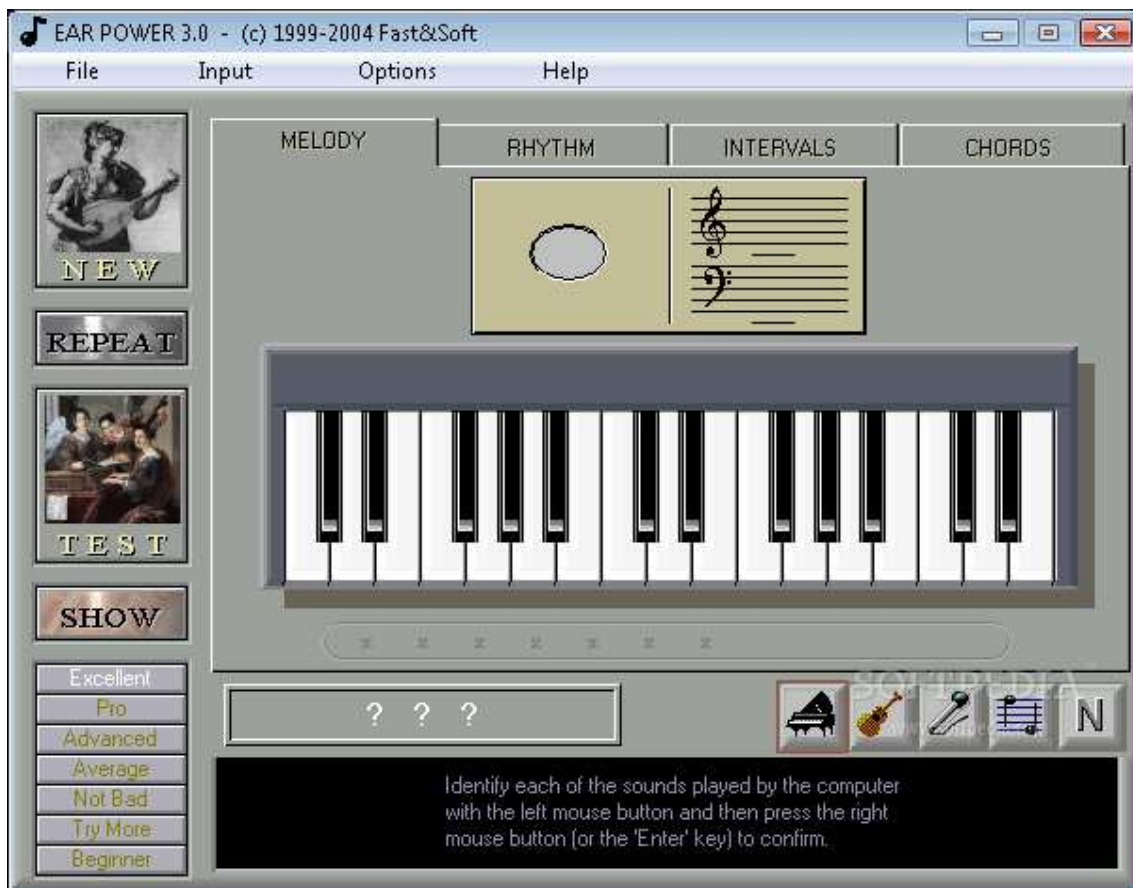 EAR POWER 3.0 - (c) 1999-2004 Fast&Soft
File Input Options Help
MELODY RHYTHM INTERVALS CHORDS
NEW
REPEAT
TEST
SHOW
x x x x x x x
Excellent
Pro
Advanced
Average
Not Bad
Try More
Beginner
? ? ?
SOFTPEDIA
N
Identify each of the sounds played by the computer
with the left mouse button and then press the right
mouse button (or the 'Enter' key) to confirm.